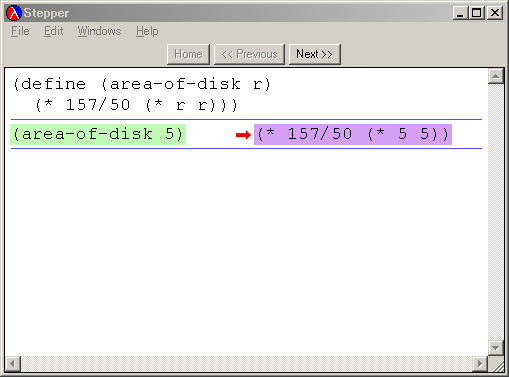 Stepper
File Edit Windows Help
Home << Previous Next >>
(define (area-of-disk r)
  (* 157/50 (* r r)))
(area-of-disk 5) (* 157/50 (* 5 5))